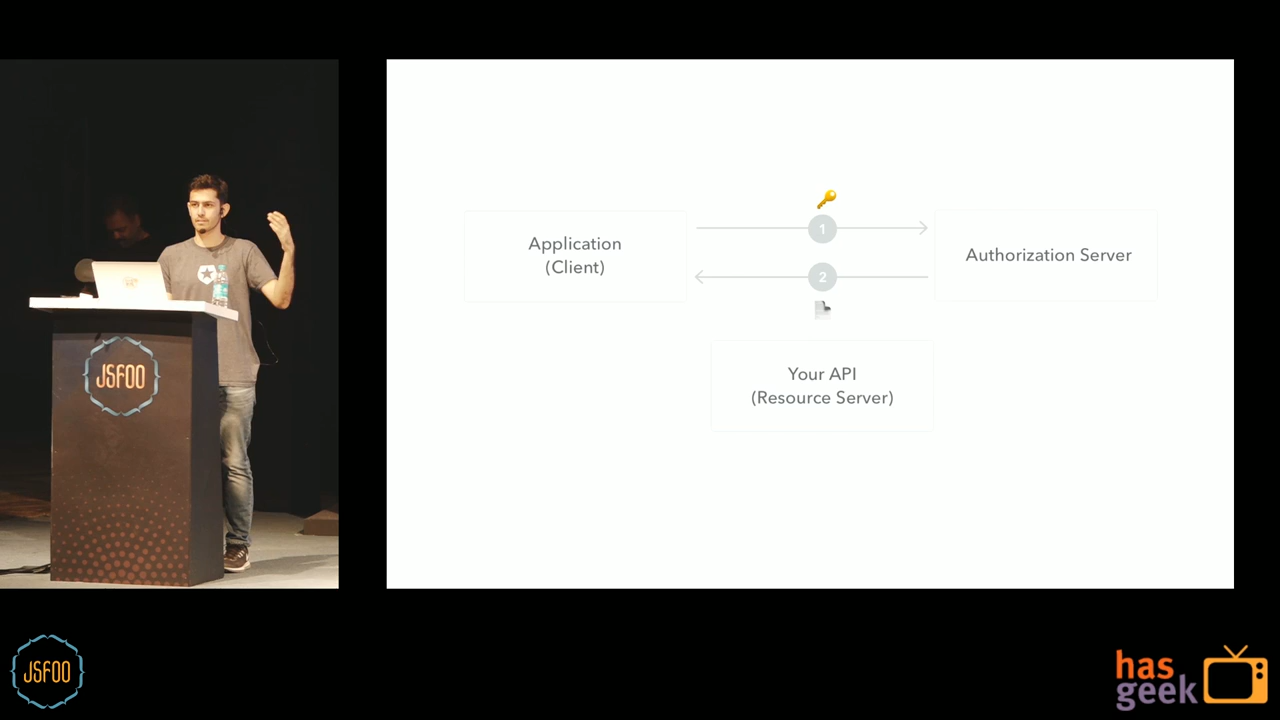 JSFOO
Application
(Client)
1
2
Authorization Server
Your API
(Resource Server)
JSFOO
has
geek